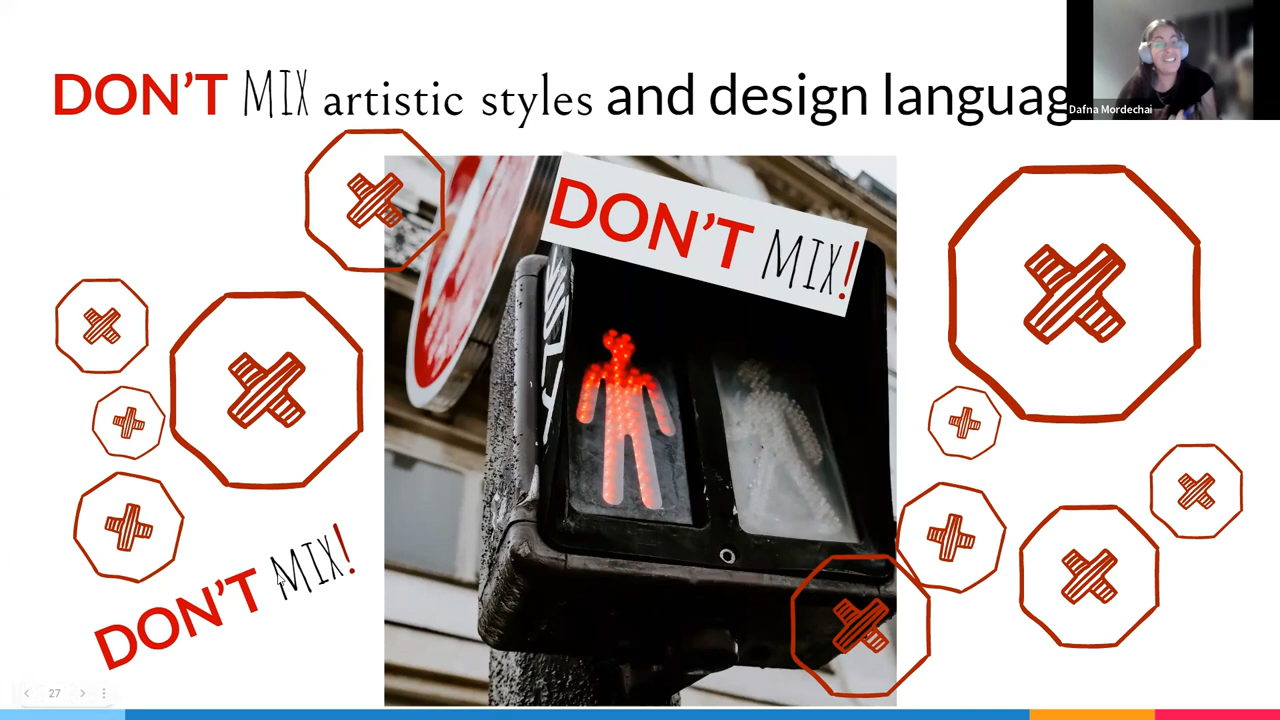 DON'T MIX artistic styles and design languag
Dafna Mordechai
DON'T MIX!
DON'T MIX!
27